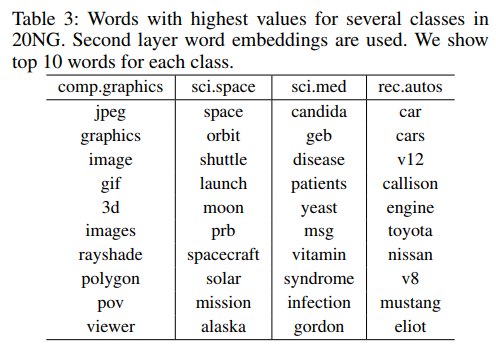 Table 3: Words with highest values for several classes in
20NG. Second layer word embeddings are used. We show
top 10 words for each class.
comp.graphics sci.space sci.med rec.autos
jpeg space candida car
graphics orbit geb cars
image shuttle disease v12
gif launch patients callison
3d moon yeast engine
images prb msg toyota
rayshade spacecraft vitamin nissan
polygon solar syndrome v8
pov mission infection mustang
viewer alaska gordon eliot